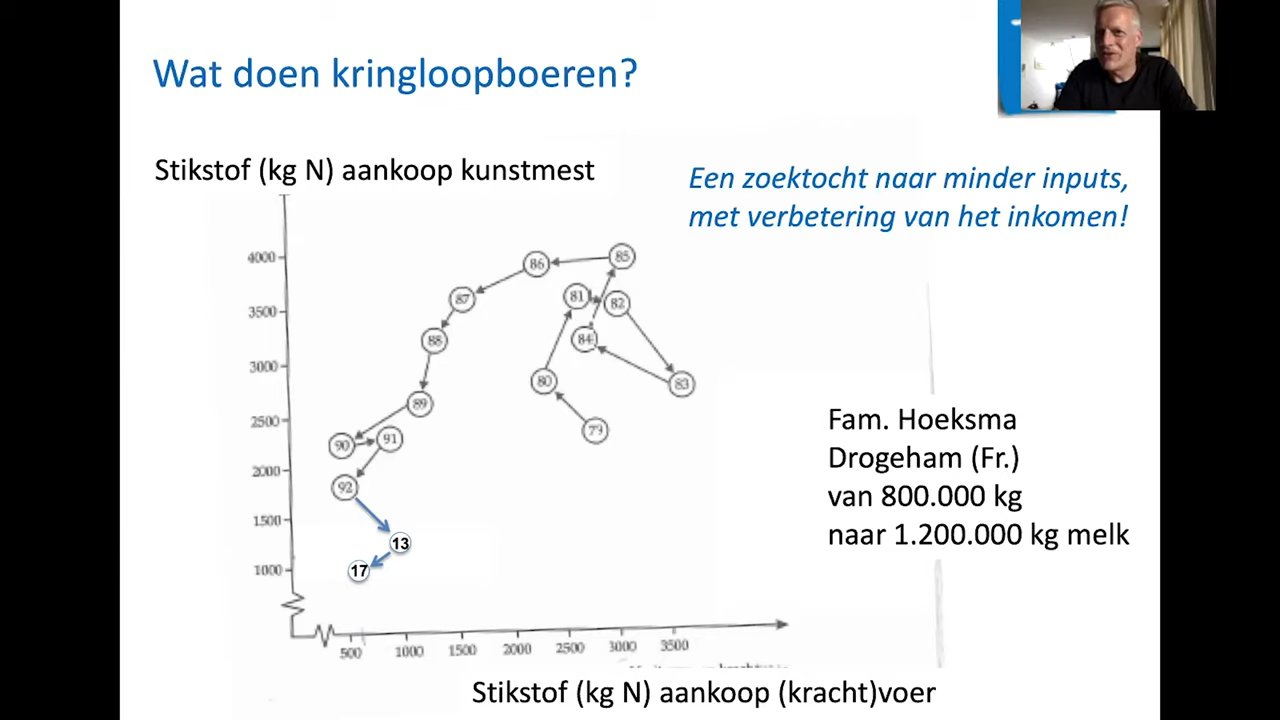 Wat doen kringloopboeren?
Stikstof (kg N) aankoop kunstmest
Een zoektocht naar minder inputs,
met verbetering van het inkomen!
4000
3500
3000
2500
2000
1500
1000
85
86
81
82
87
84
88
80
83
89
79
91
90
92
13
17
Fam. Hoeksma
Drogeham (Fr.)
van 800.000 kg
naar 1.200.000 kg melk
500 1000 1500 2000 2500 3000 3500
Stikstof (kg N) aankoop (kracht)voer